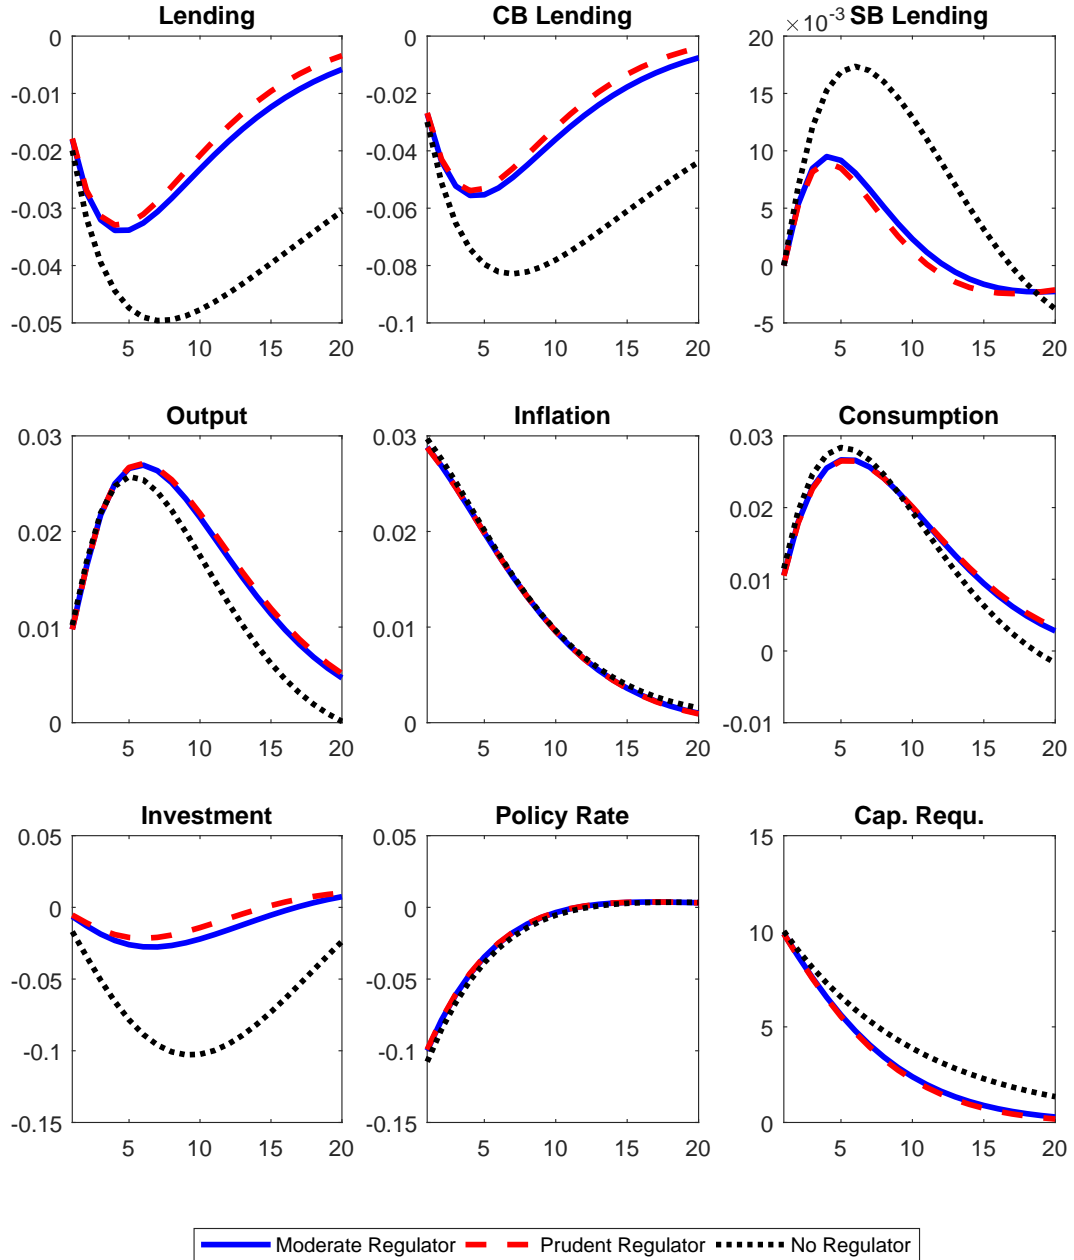 Lending
CB Lending
SB Lending
0
-0.01
-0.02
-0.03
-0.04
-0.05
5 10 15 20
0
-0.02
-0.04
-0.06
-0.08
-0.1
5 10 15 20
×10⁻³
20
15
10
5
0
-5
5 10 15 20
Output
Inflation
Consumption
0.03
0.02
0.01
0
5 10 15 20
0.03
0.02
0.01
0
5 10 15 20
0.03
0.02
0.01
0
-0.01
5 10 15 20
Investment
Policy Rate
Cap. Requ.
0.05
0
-0.05
-0.1
-0.15
5 10 15 20
0.05
0
-0.05
-0.1
-0.15
5 10 15 20
15
10
5
0
5 10 15 20
Moderate Regulator Prudent Regulator No Regulator